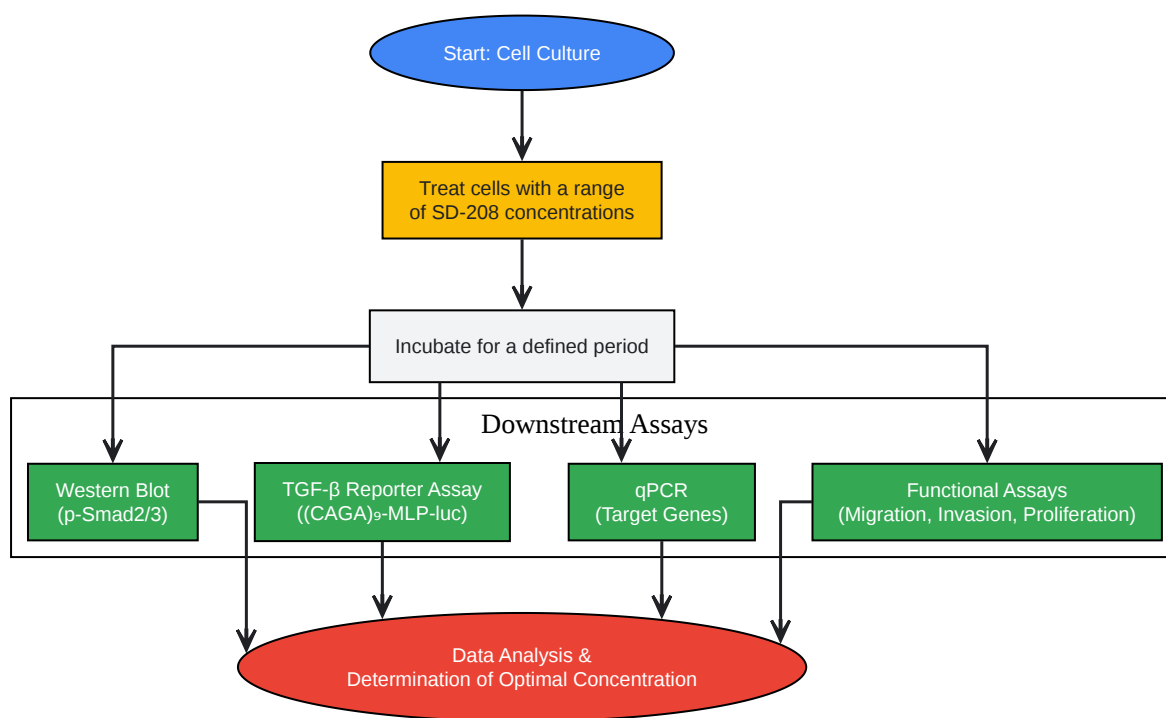 Start: Cell Culture
Treat cells with a range
of SD-208 concentrations
Incubate for a defined period
Downstream Assays
Western Blot
(p-Smad2/3)
TGF-β Reporter Assay
((CAGA)₉-MLP-luc)
qPCR
(Target Genes)
Functional Assays
(Migration, Invasion, Proliferation)
Data Analysis &
Determination of Optimal Concentration